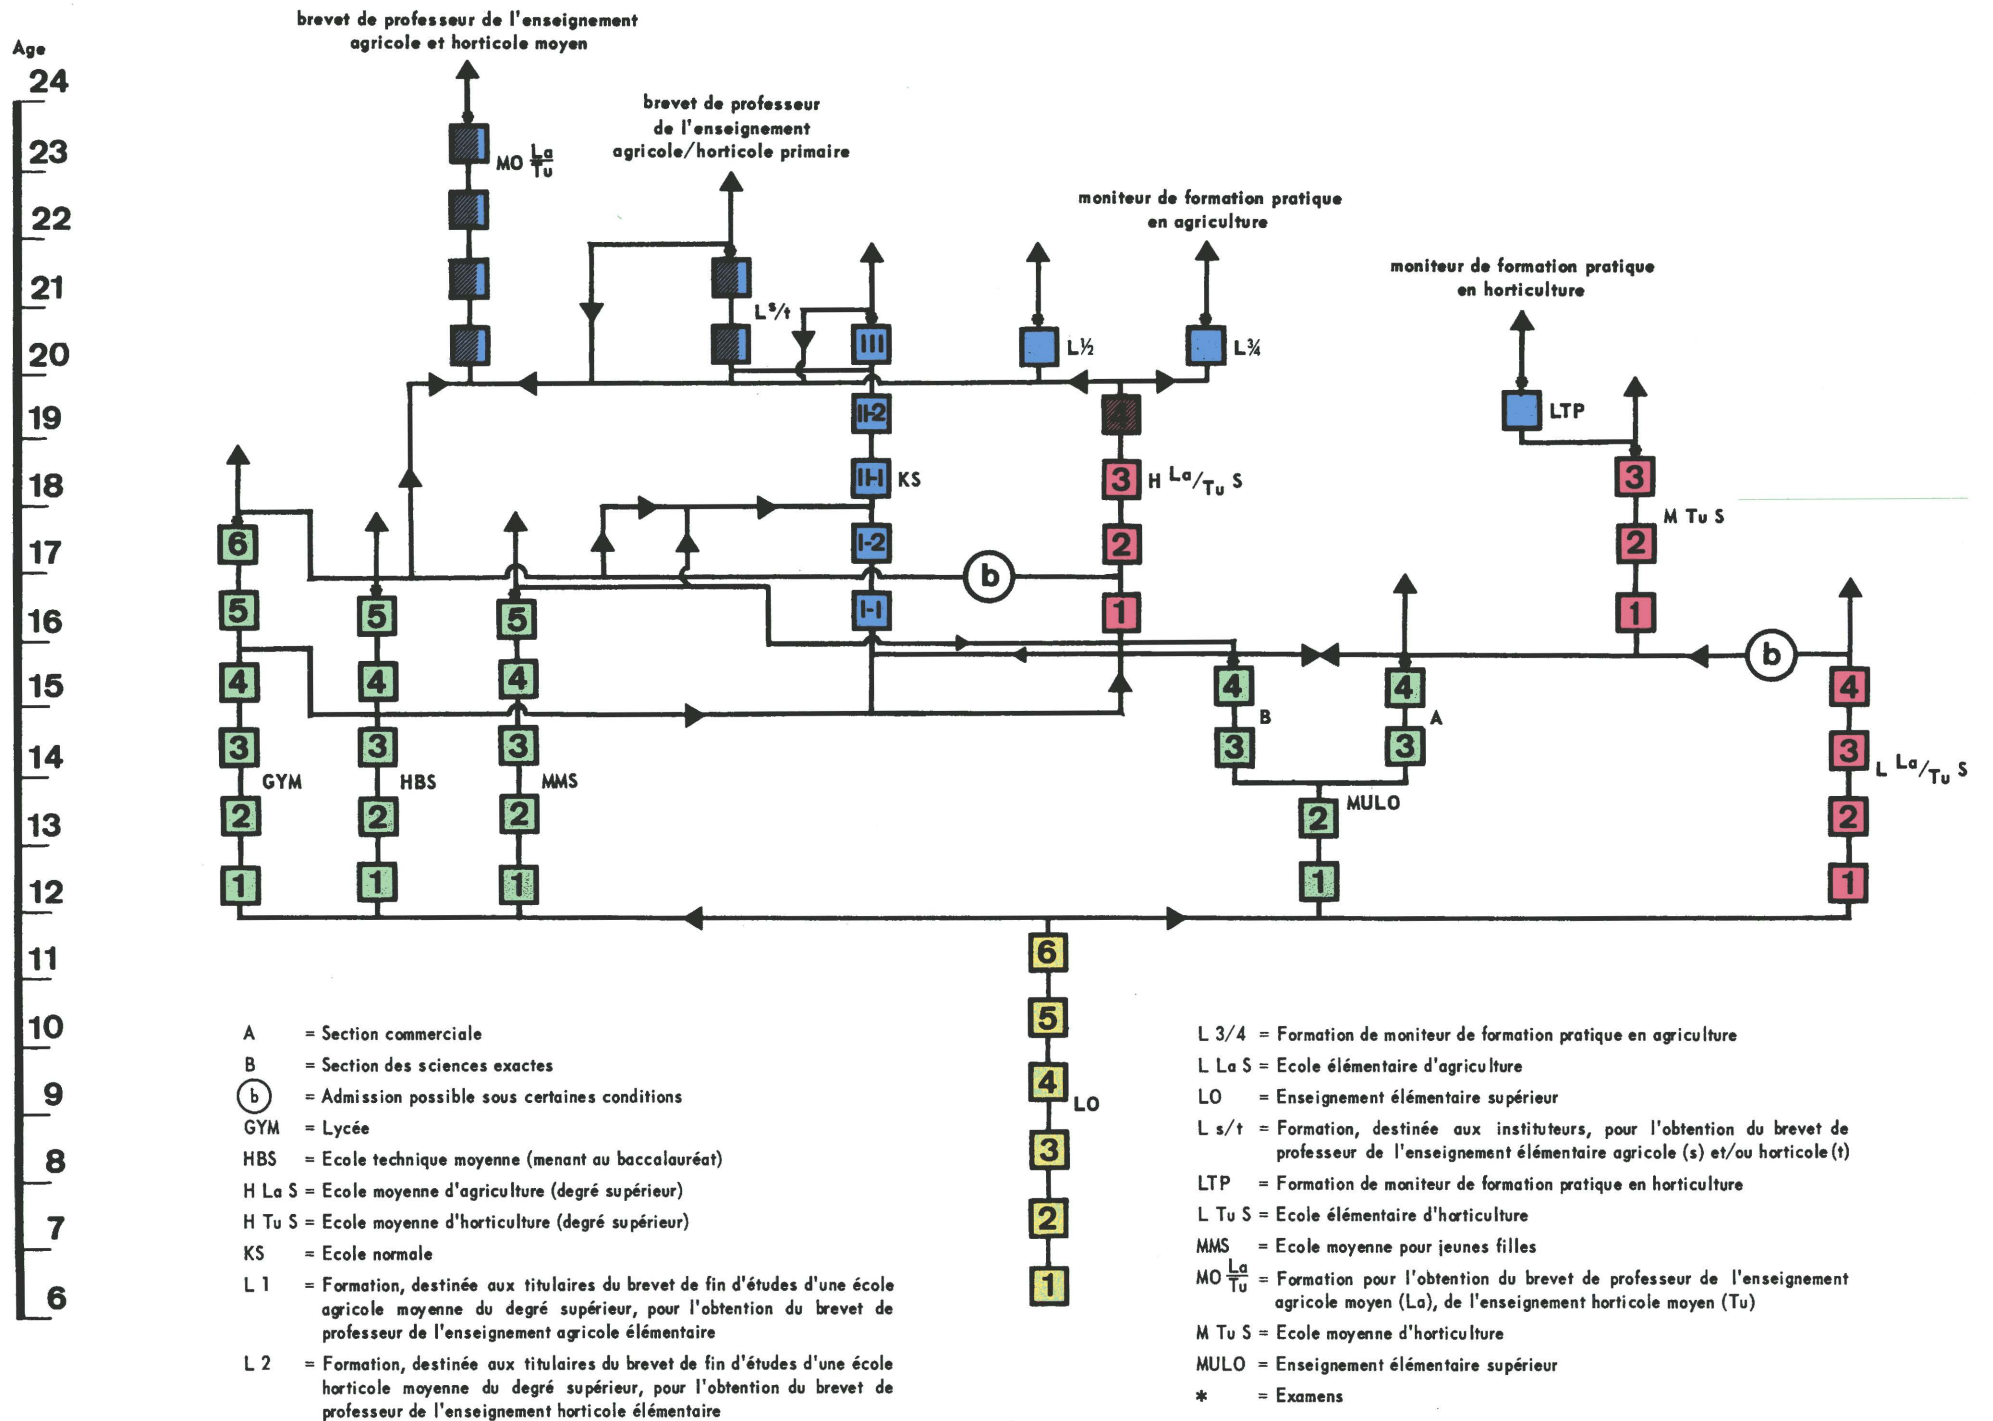 brevet de professeur de l'enseignement
agricole et horticole moyen
Age
24
brevet de professeur
de l'enseignement
agricole/horticole primaire
23
MO La/Tu
moniteur de formation pratique
en agriculture
22
moniteur de formation pratique
en horticulture
21
L s/t
III
L½
L¾
20
19
II-2
4
LTP
18
II-I
KS
3
H La/Tu S
3
M Tu S
17
6
I-2
2
2
b
16
5
5
5
I-I
1
1
b
15
4
4
4
4
B
4
A
4
14
3
3
3
3
3
3
GYM
HBS
MMS
L La/Tu S
13
2
2
2
2
MULO
2
12
1
1
1
1
1
11
6
10
5
9
4
LO
8
3
7
2
6
1
A = Section commerciale
B = Section des sciences exactes
b = Admission possible sous certaines conditions
GYM = Lycée
HBS = Ecole technique moyenne (menant au baccalauréat)
H La S = Ecole moyenne d'agriculture (degré supérieur)
H Tu S = Ecole moyenne d'horticulture (degré supérieur)
KS = Ecole normale
L 1 = Formation, destinée aux titulaires du brevet de fin d'études d'une école
agricole moyenne du degré supérieur, pour l'obtention du brevet de
professeur de l'enseignement agricole élémentaire
L 2 = Formation, destinée aux titulaires du brevet de fin d'études d'une école
horticole moyenne du degré supérieur, pour l'obtention du brevet de
professeur de l'enseignement horticole élémentaire
L 3/4 = Formation de moniteur de formation pratique en agriculture
L La S = Ecole élémentaire d'agriculture
LO = Enseignement élémentaire supérieur
L s/t = Formation, destinée aux instituteurs, pour l'obtention du brevet de
professeur de l'enseignement élémentaire agricole (s) et/ou horticole (t)
LTP = Formation de moniteur de formation pratique en horticulture
L Tu S = Ecole élémentaire d'horticulture
MMS = Ecole moyenne pour jeunes filles
MO La/Tu = Formation pour l'obtention du brevet de professeur de l'enseignement
agricole moyen (La), de l'enseignement horticole moyen (Tu)
M Tu S = Ecole moyenne d'horticulture
MULO = Enseignement élémentaire supérieur
* = Examens